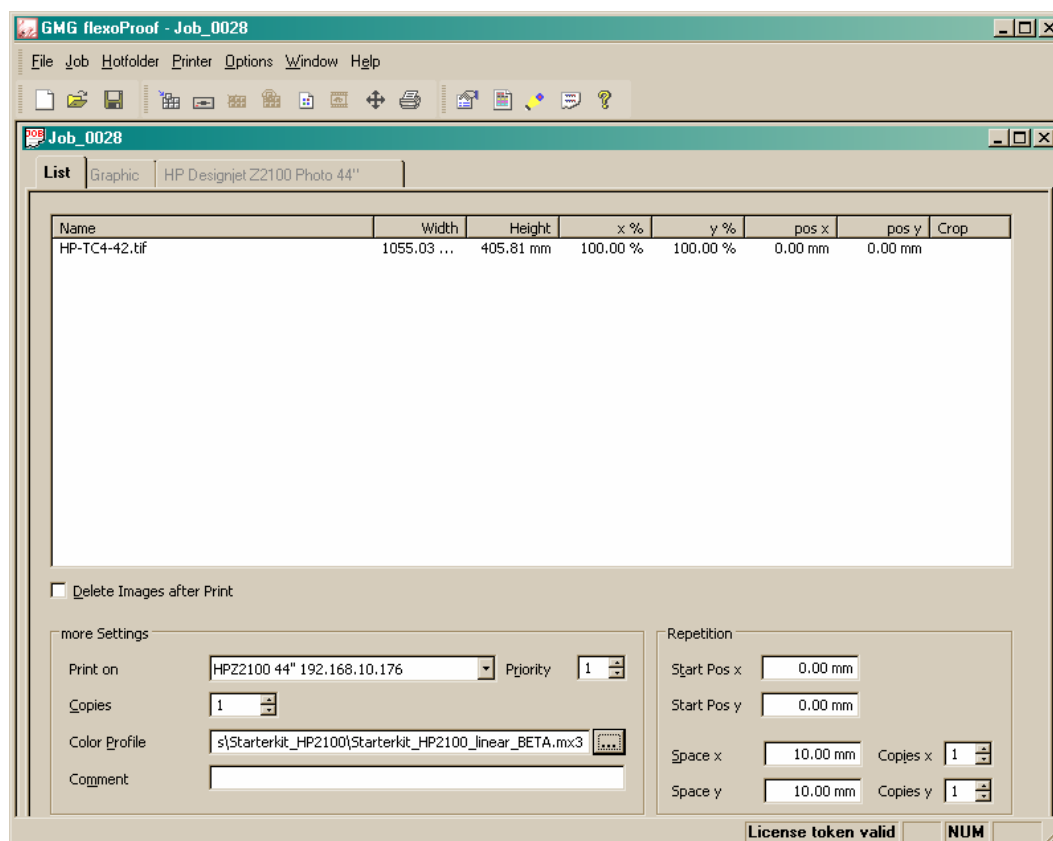 GMG flexoProof - Job_0028
File Job Hotfolder Printer Options Window Help
JOB Job_0028
List Graphic HP Designjet Z2100 Photo 44''
Name Width Height x % y % pos x pos y Crop
HP-TC4-42.tif 1055.03 ... 405.81 mm 100.00 % 100.00 % 0.00 mm 0.00 mm
Delete Images after Print
more Settings
Print on HPZ2100 44" 192.168.10.176 Priority 1
Copies 1
Color Profile s\Starterkit_HP2100\Starterkit_HP2100_linear_BETA.mx3 ...
Comment
Repetition
Start Pos x 0.00 mm
Start Pos y 0.00 mm
Space x 10.00 mm Copies x 1
Space y 10.00 mm Copies y 1
License token valid NUM